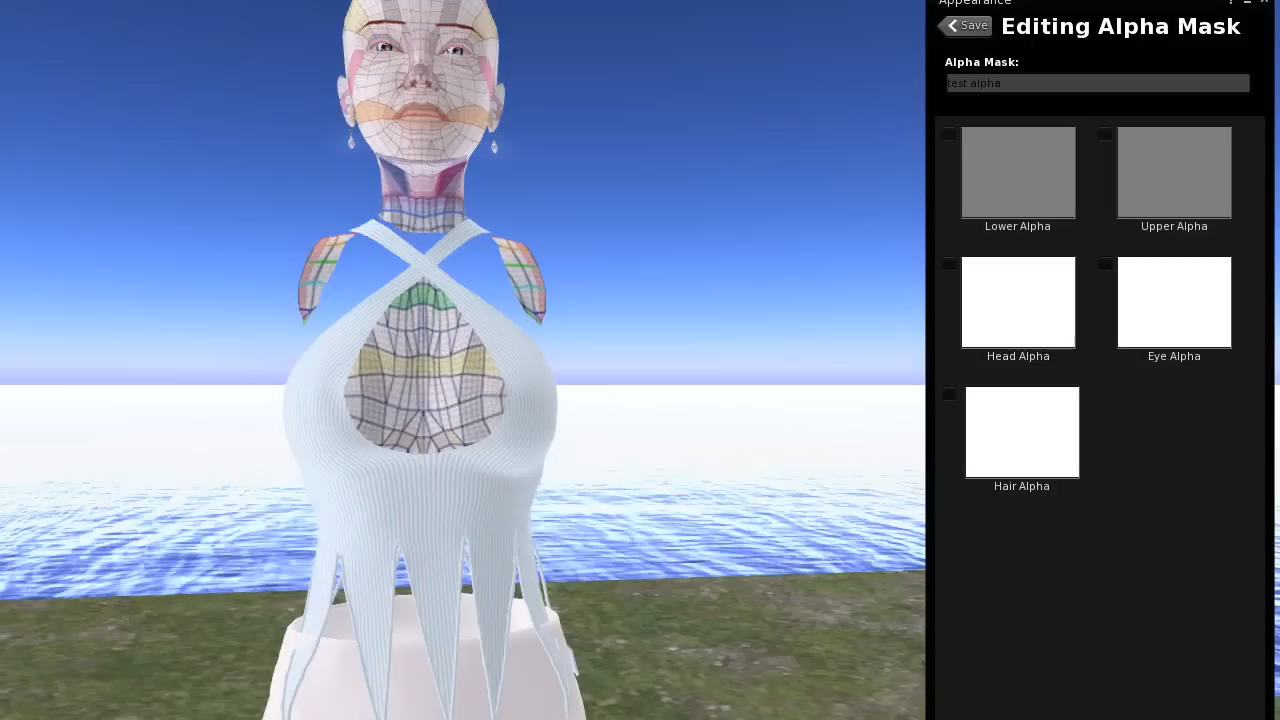 Appearance
Save
Editing Alpha Mask
Alpha Mask:
test alpha
Lower Alpha
Upper Alpha
Head Alpha
Eye Alpha
Hair Alpha